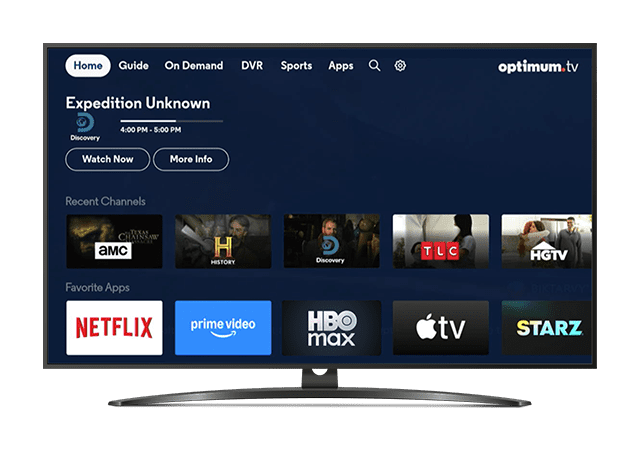 Home Guide On Demand DVR Sports Apps optimum.tv
Expedition Unknown
Discovery
4:00 PM - 5:00 PM
Watch Now More Info
Recent Channels
TEXAS CHAINSAW
aMC
H
HISTORY
Discovery
TLC
HGTV
Favorite Apps
NETFLIX
prime video
HBO
max
tv
STARZ